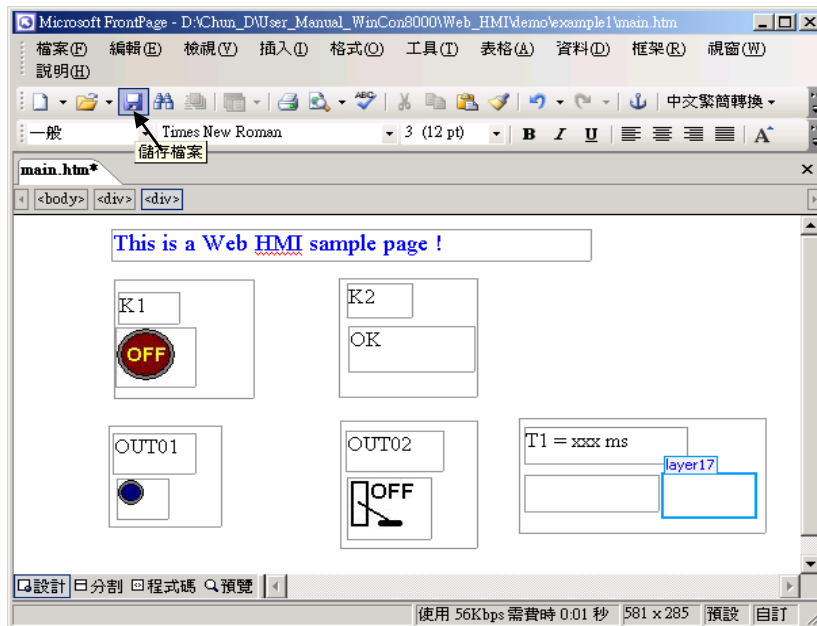 Microsoft FrontPage - D:\Chun_D\User_Manual_WinCon8000\Web_HMI\demo\example1\main.htm
檔案(F) 編輯(E) 檢視(V) 插入(I) 格式(O) 工具(T) 表格(A) 資料(D) 框架(R) 視窗(W)
說明(H)
ABC 中文繁簡轉換
一般 Times New Roman 3 (12 pt) B I U A
儲存檔案
main.htm*
<body> <div> <div>
This is a Web HMI sample page !
K1
OFF
K2
OK
OUT01
OUT02
OFF
T1 = xxx ms
layer17
設計 分割 程式碼 預覽
使用 56Kbps 需費時 0:01 秒 581 x 285 預設 自訂